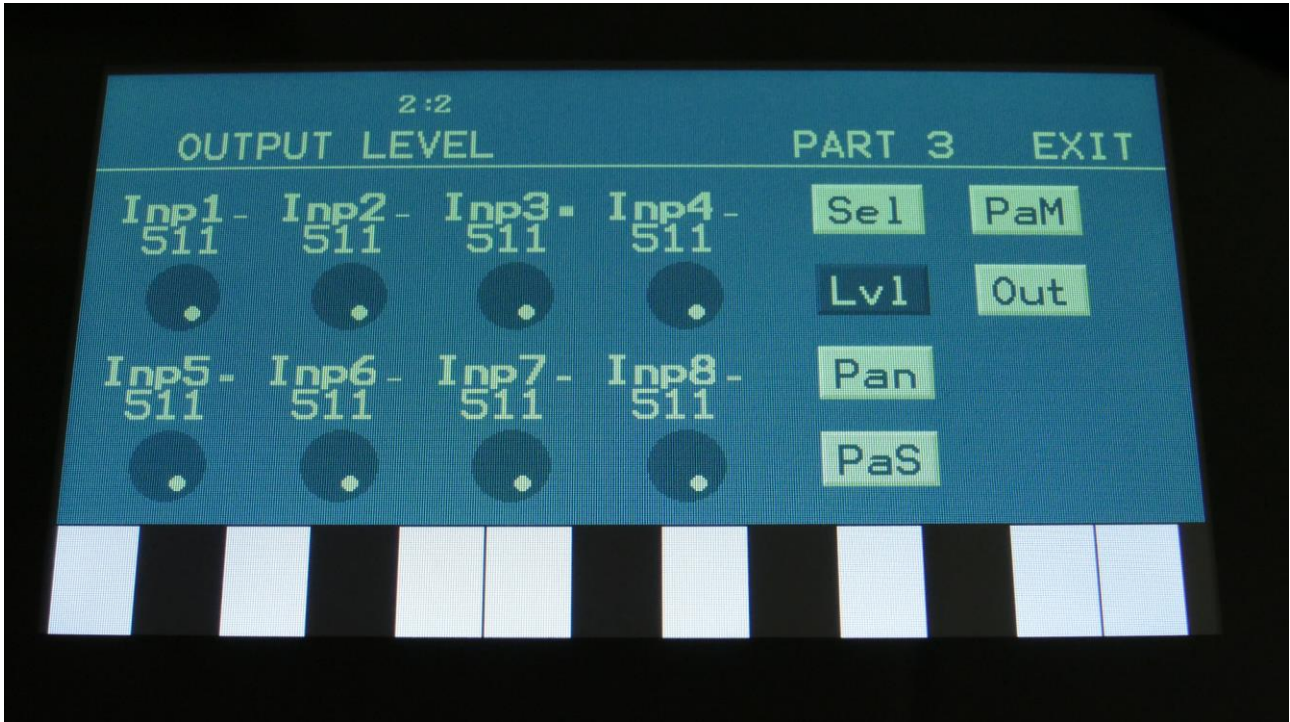 2:2
OUTPUT LEVEL PART 3 EXIT
Inp1- Inp2- Inp3- Inp4- Sel PaM
511 511 511 511
Lvl Out
Inp5- Inp6- Inp7- Inp8- Pan
511 511 511 511
PaS